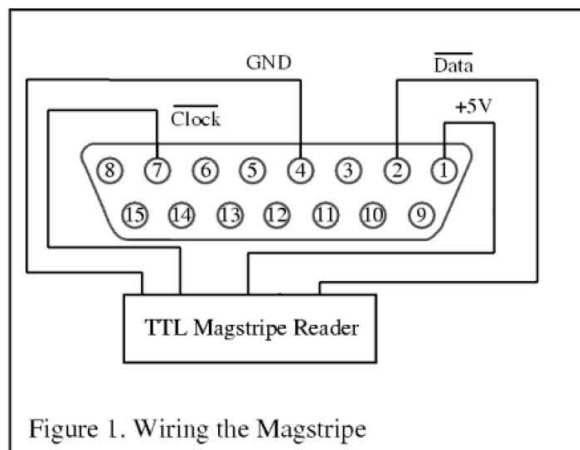 GND
Data
+5V
Clock
8 7 6 5 4 3 2 1
15 14 13 12 11 10 9
TTL Magstripe Reader
Figure 1. Wiring the Magstripe